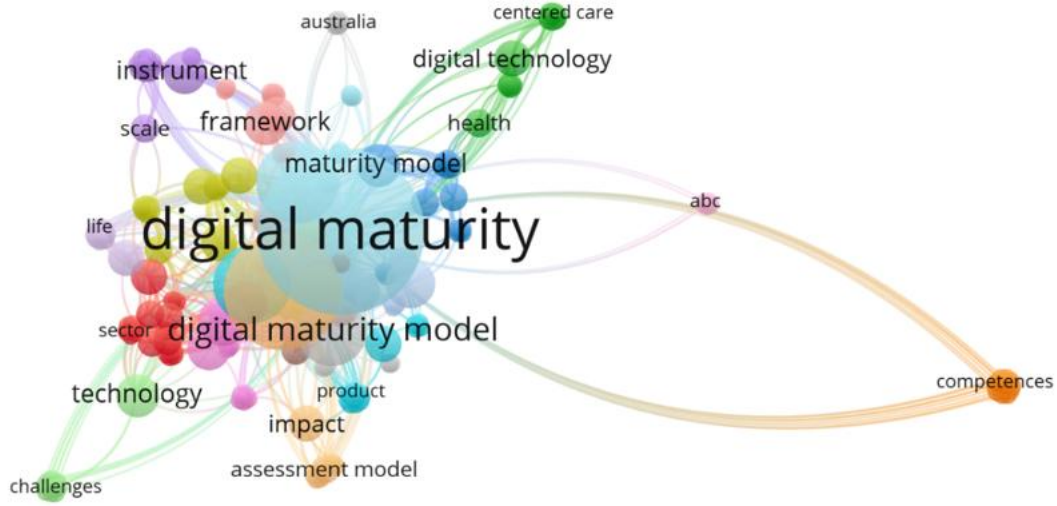 centered care
australia
digital technology
instrument
framework
health
scale
maturity model
abc
life
digital maturity
sector
digital maturity model
competences
technology
product
impact
assessment model
challenges